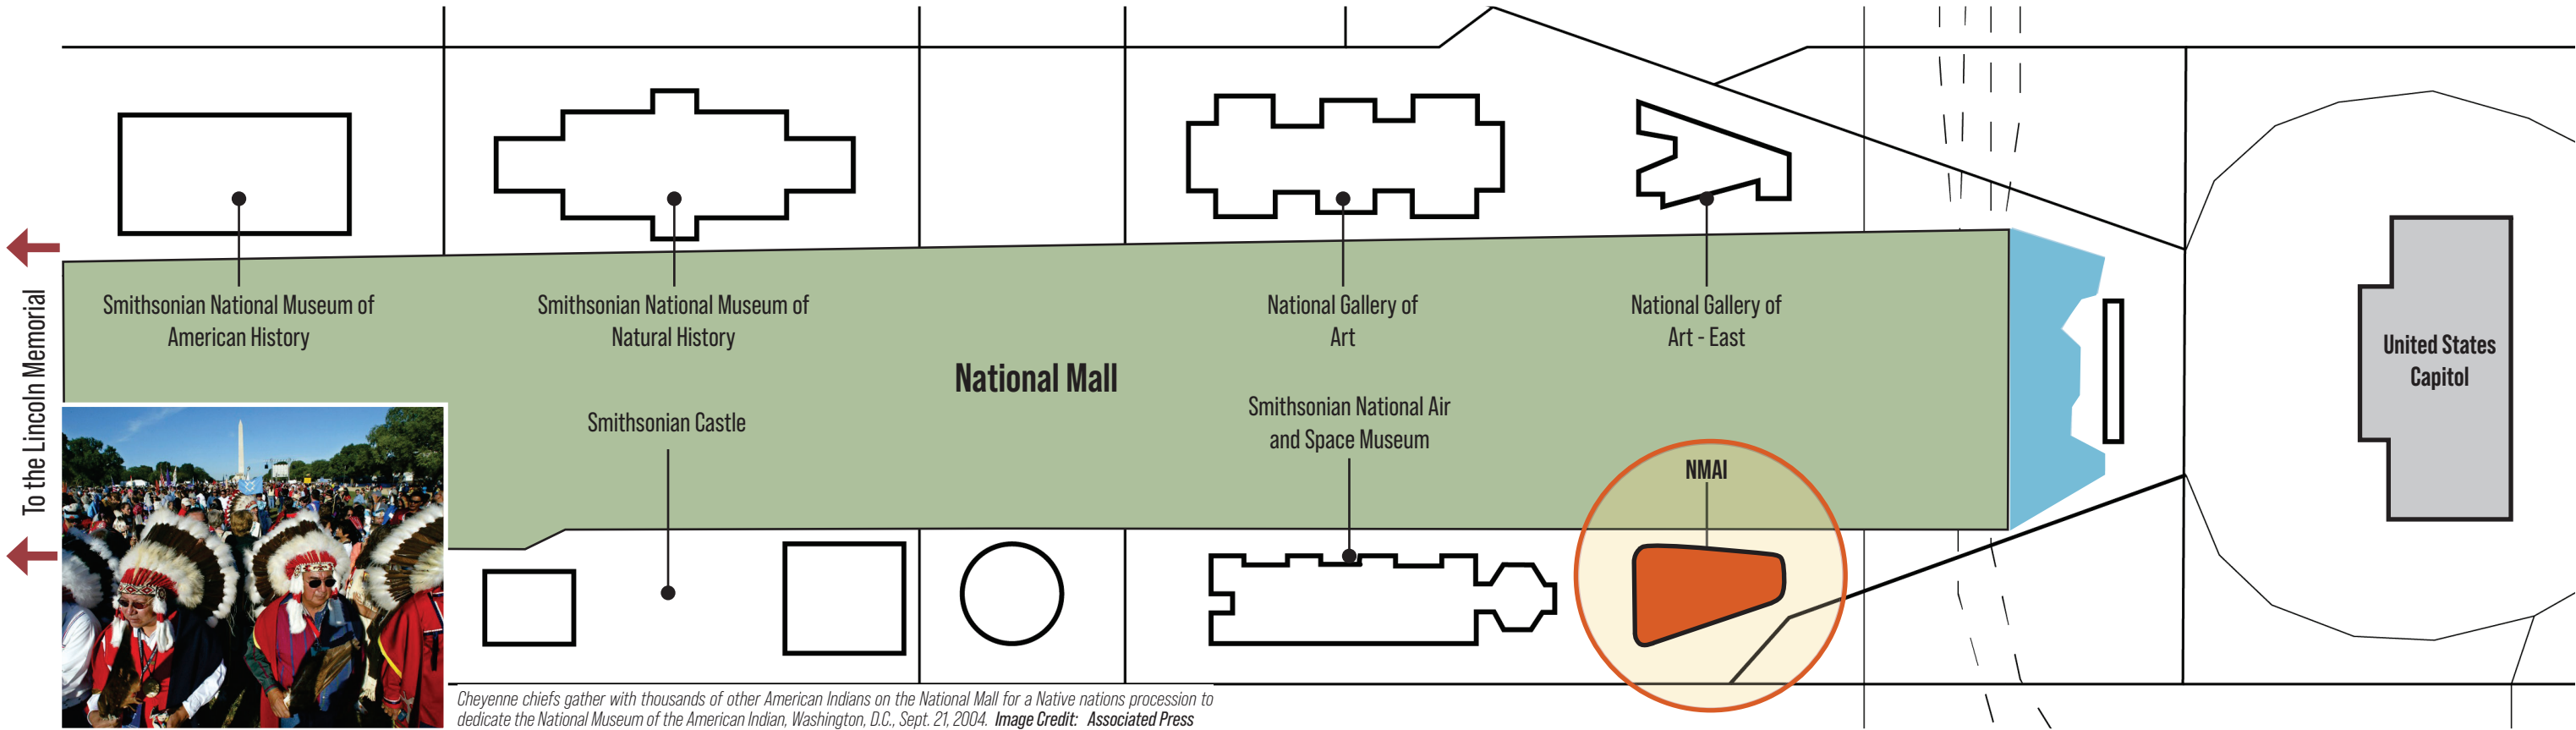 To the Lincoln Memorial
Smithsonian National Museum of
American History
Smithsonian National Museum of
Natural History
National Gallery of
Art
National Gallery of
Art - East
National Mall
United States
Capitol
Smithsonian Castle
Smithsonian National Air
and Space Museum
NMAI
Cheyenne chiefs gather with thousands of other American Indians on the National Mall for a Native nations procession to
dedicate the National Museum of the American Indian, Washington, D.C., Sept. 21, 2004. Image Credit: Associated Press